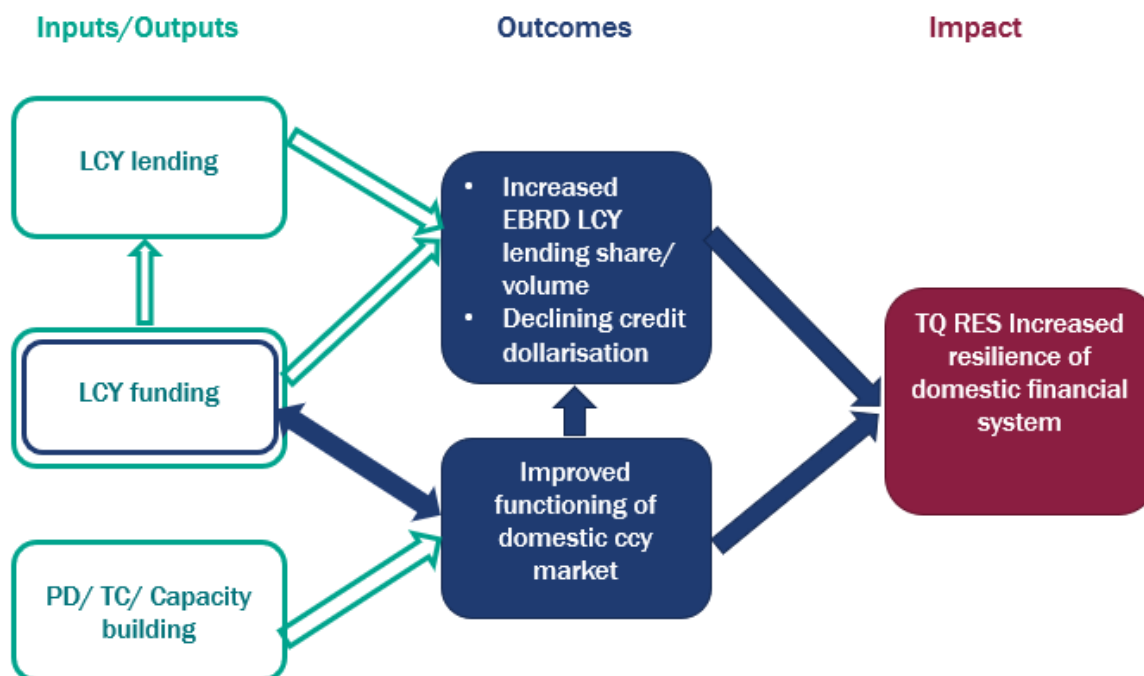 Inputs/Outputs
Outcomes
Impact
LCY lending
LCY funding
PD/ TC/ Capacity
building
• Increased
EBRD LCY
lending share/
volume
• Declining credit
dollarisation
Improved
functioning of
domestic ccy
market
TQ RES Increased
resilience of
domestic financial
system